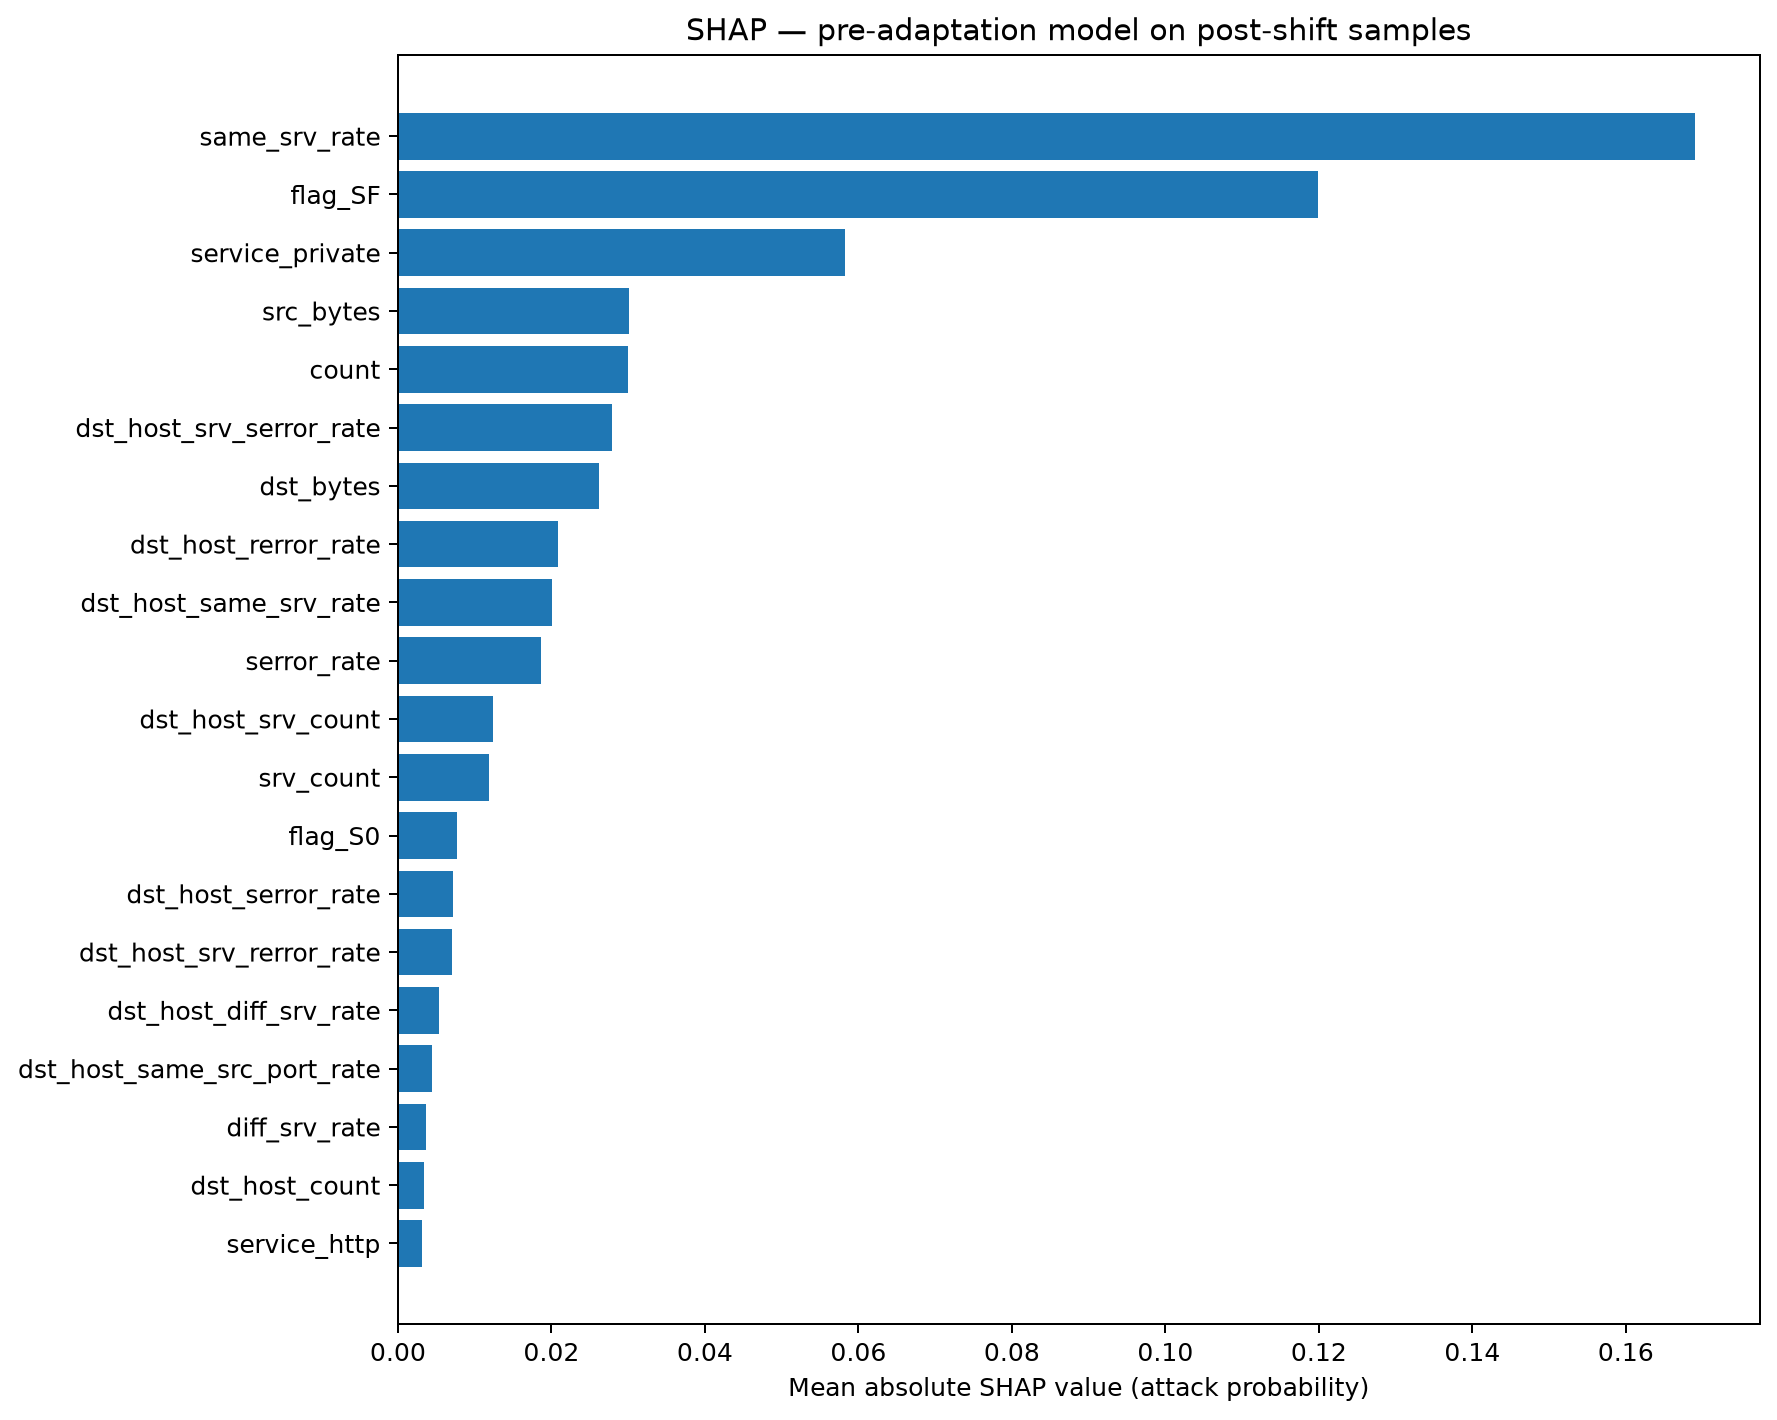 SHAP — pre-adaptation model on post-shift samples
same_srv_rate
flag_SF
service_private
src_bytes
count
dst_host_srv_serror_rate
dst_bytes
dst_host_rerror_rate
dst_host_same_srv_rate
serror_rate
dst_host_srv_count
srv_count
flag_S0
dst_host_serror_rate
dst_host_srv_rerror_rate
dst_host_diff_srv_rate
dst_host_same_src_port_rate
diff_srv_rate
dst_host_count
service_http
0.00 0.02 0.04 0.06 0.08 0.10 0.12 0.14 0.16
Mean absolute SHAP value (attack probability)